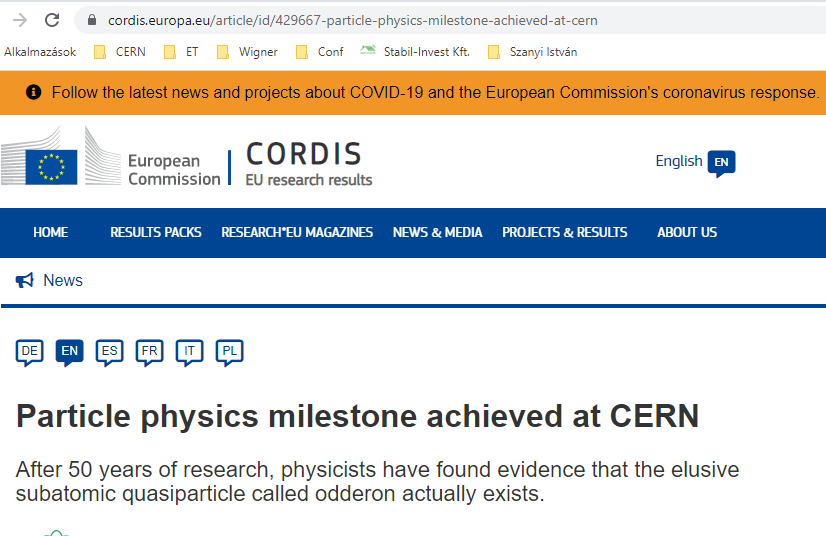 cordis.europa.eu/article/id/429667-particle-physics-milestone-achieved-at-cern
Alkalmazások CERN ET Wigner Conf Stabil-Invest Kft. Szanyi István
Follow the latest news and projects about COVID-19 and the European Commission's coronavirus response.
European Commission
CORDIS
EU research results
English EN
HOME RESULTS PACKS RESEARCH*EU MAGAZINES NEWS & MEDIA PROJECTS & RESULTS ABOUT US
News
DE EN ES FR IT PL
Particle physics milestone achieved at CERN
After 50 years of research, physicists have found evidence that the elusive
subatomic quasiparticle called odderon actually exists.